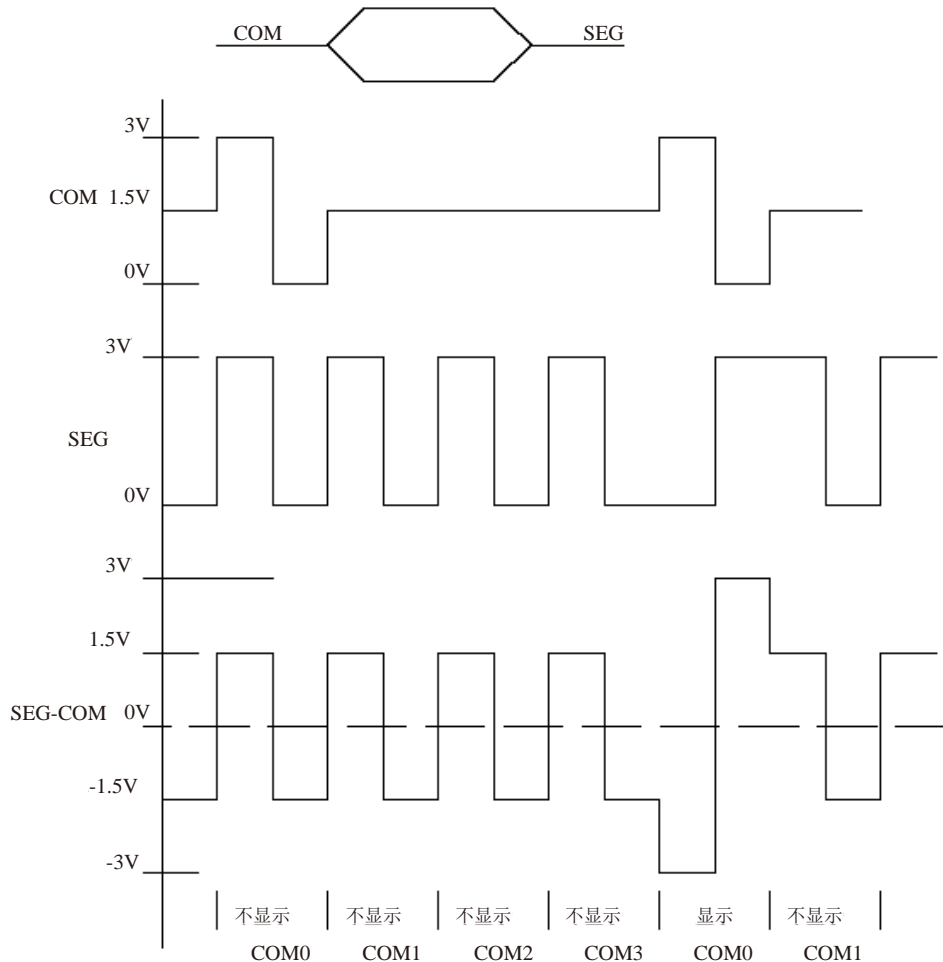 COM SEG
3V
COM 1.5V
0V
3V
SEG
0V
3V
1.5V
SEG-COM 0V
-1.5V
-3V
不显示 不显示 不显示 不显示 显示 不显示
COM0 COM1 COM2 COM3 COM0 COM1